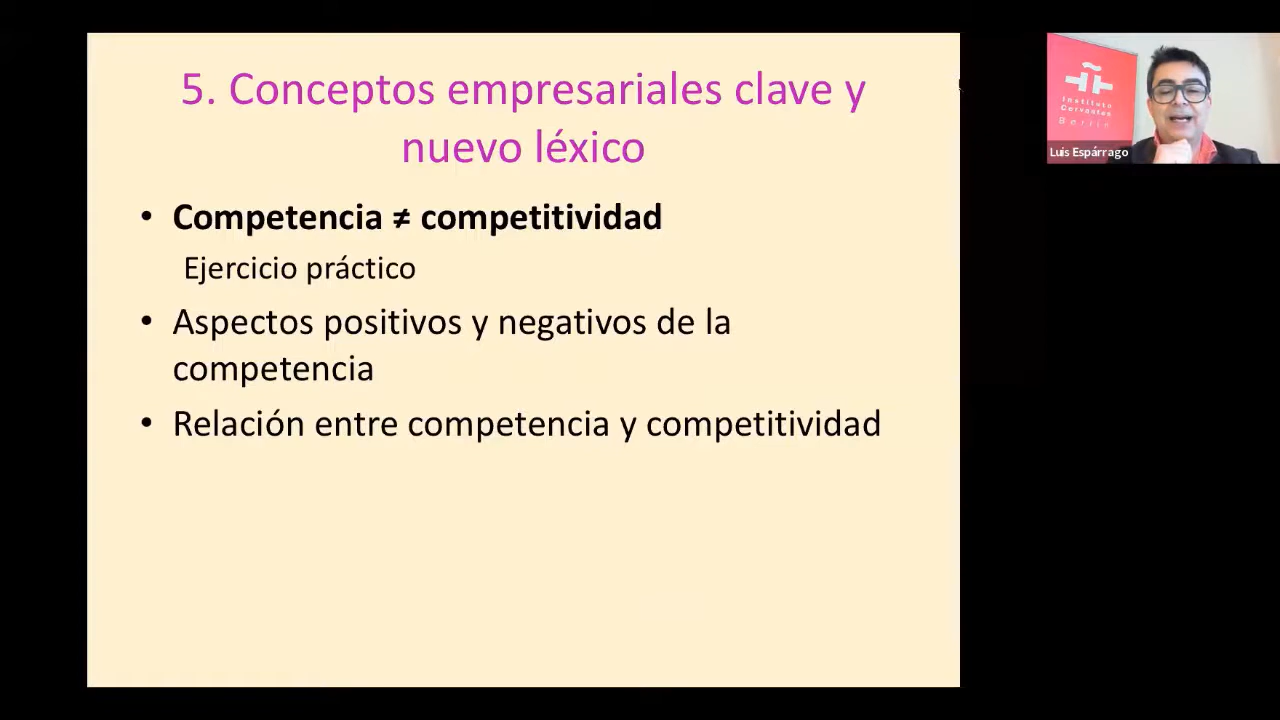 5. Conceptos empresariales clave y
nuevo léxico
• Competencia ≠ competitividad
Ejercicio práctico
• Aspectos positivos y negativos de la
competencia
• Relación entre competencia y competitividad
Instituto
Cervantes
Berlín
Luis Espárrago